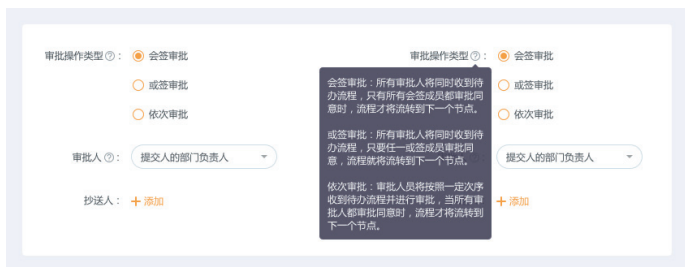 审批操作类型?： 会签审批
或签审批
依次审批
审批人?： 提交人的部门负责人
抄送人： + 添加
审批操作类型?： 会签审批
或签审批
依次审批
会签审批：所有审批人将同时收到待
办流程，只有所有会签成员都审批同
意时，流程才将流转到下一个节点。
或签审批：所有审批人将同时收到待
办流程，只要任一或签成员审批同
意，流程就将流转到下一个节点。
依次审批：审批人员将按照一定次序
收到待办流程并进行审批，当所有审
批人都审批同意时，流程才将流转到
下一个节点。
提交人的部门负责人
+ 添加